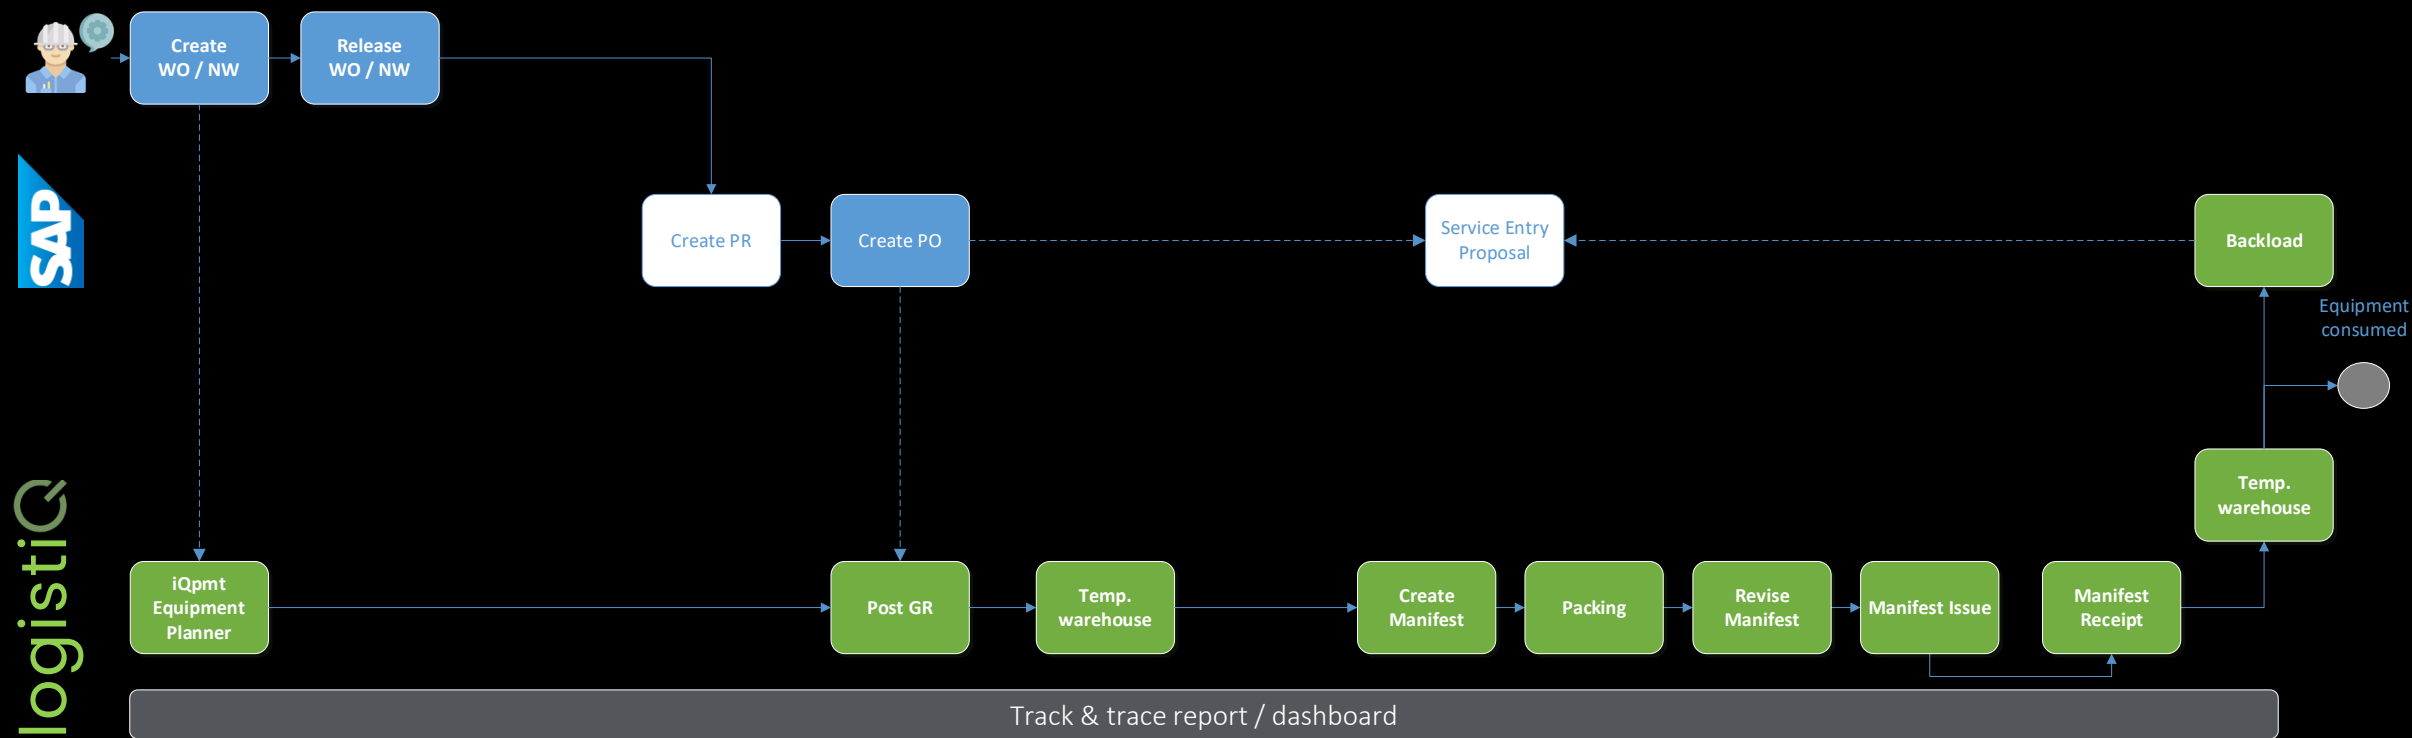 Create
WO / NW
Release
WO / NW
SAP
Create PR
Create PO
Service Entry
Proposal
Backload
Equipment
consumed
Temp.
warehouse
logistiQ
iQpmt
Equipment
Planner
Post GR
Temp.
warehouse
Create
Manifest
Packing
Revise
Manifest
Manifest Issue
Manifest
Receipt
Track & trace report / dashboard